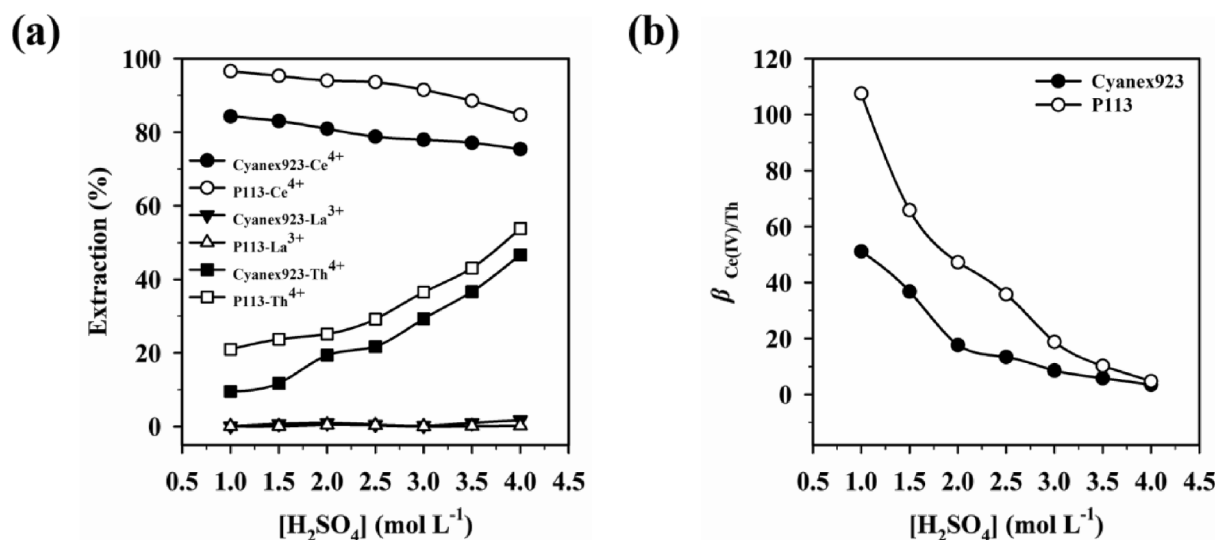 (a)
Extraction (%)
100
80
60
40
20
0
Cyanex923-Ce⁴⁺
P113-Ce⁴⁺
Cyanex923-La³⁺
P113-La³⁺
Cyanex923-Th⁴⁺
P113-Th⁴⁺
0.5 1.0 1.5 2.0 2.5 3.0 3.5 4.0 4.5
[H₂SO₄] (mol L⁻¹)
(b)
β Ce(IV)/Th
120
100
80
60
40
20
0
Cyanex923
P113
0.5 1.0 1.5 2.0 2.5 3.0 3.5 4.0 4.5
[H₂SO₄] (mol L⁻¹)